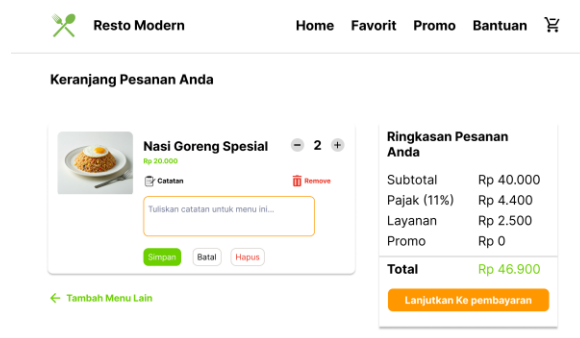 Resto Modern
Home Favorit Promo Bantuan
Keranjang Pesanan Anda
Nasi Goreng Spesial
- 2 +
Rp 20.000
Catatan
Remove
Tuliskan catatan untuk menu ini...
Simpan Batal Hapus
← Tambah Menu Lain
Ringkasan Pesanan
Anda
Subtotal Rp 40.000
Pajak (11%) Rp 4.400
Layanan Rp 2.500
Promo Rp 0
Total Rp 46.900
Lanjutkan Ke pembayaran